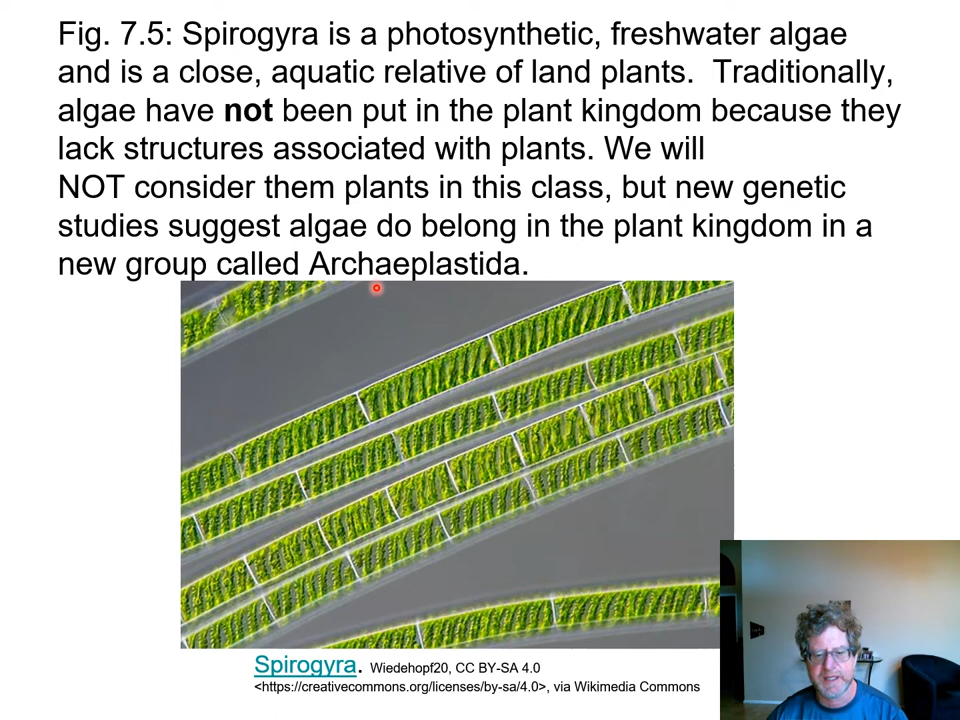 Fig. 7.5: Spirogyra is a photosynthetic, freshwater algae
and is a close, aquatic relative of land plants.  Traditionally,
algae have not been put in the plant kingdom because they
lack structures associated with plants. We will
NOT consider them plants in this class, but new genetic
studies suggest algae do belong in the plant kingdom in a
new group called Archaeplastida.
Spirogyra. Wiedehopf20, CC BY-SA 4.0
<https://creativecommons.org/licenses/by-sa/4.0>, via Wikimedia Commons